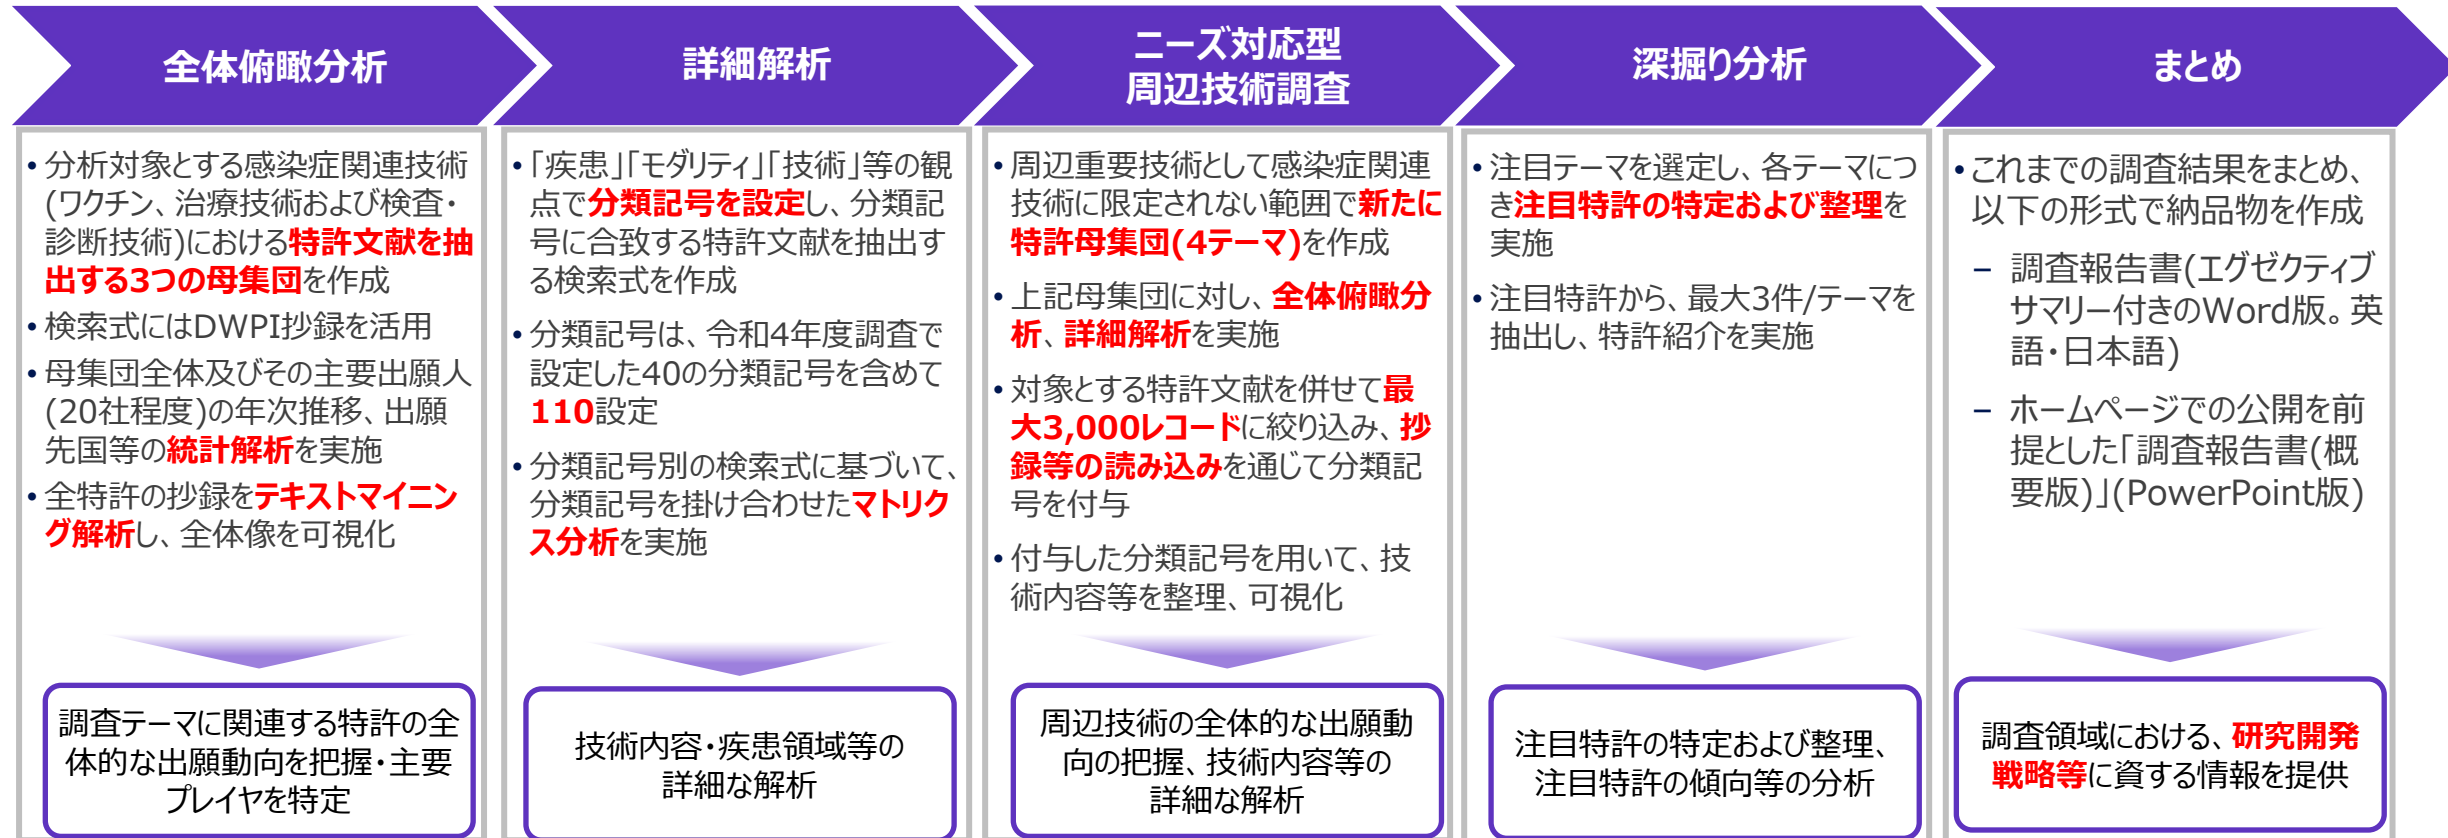 全体俯瞰分析
・分析対象とする感染症関連技術
(ワクチン、治療技術および検査・
診断技術)における特許文献を抽
出する3つの母集団を作成
・検索式にはDWPI抄録を活用
・母集団全体及びその主要出願人
(20社程度)の年次推移、出願
先国等の統計解析を実施
・全特許の抄録をテキストマイニン
グ解析し、全体像を可視化
調査テーマに関連する特許の全
体的な出願動向を把握・主要
プレイヤを特定
詳細解析
・「疾患」「モダリティ」「技術」等の観
点で分類記号を設定し、分類記
号に合致する特許文献を抽出す
る検索式を作成
・分類記号は、令和4年度調査で
設定した40の分類記号を含めて
110設定
・分類記号別の検索式に基づいて、
分類記号を掛け合わせたマトリク
ス分析を実施
技術内容・疾患領域等の
詳細な解析
ニーズ対応型
周辺技術調査
・周辺重要技術として感染症関連
技術に限定されない範囲で新たに
特許母集団(4テーマ)を作成
・上記母集団に対し、全体俯瞰分
析、詳細解析を実施
・対象とする特許文献を併せて最
大3,000レコードに絞り込み、抄
録等の読み込みを通じて分類記
号を付与
・付与した分類記号を用いて、技
術内容等を整理、可視化
周辺技術の全体的な出願動
向の把握、技術内容等の
詳細な解析
深掘り分析
・注目テーマを選定し、各テーマにつ
き注目特許の特定および整理を
実施
・注目特許から、最大3件/テーマを
抽出し、特許紹介を実施
注目特許の特定および整理、
注目特許の傾向等の分析
まとめ
・これまでの調査結果をまとめ、
以下の形式で納品物を作成
– 調査報告書(エグゼクティブ
サマリー付きのWord版。英
語・日本語)
– ホームページでの公開を前
提とした「調査報告書(概
要版)」(PowerPoint版)
調査領域における、研究開発
戦略等に資する情報を提供